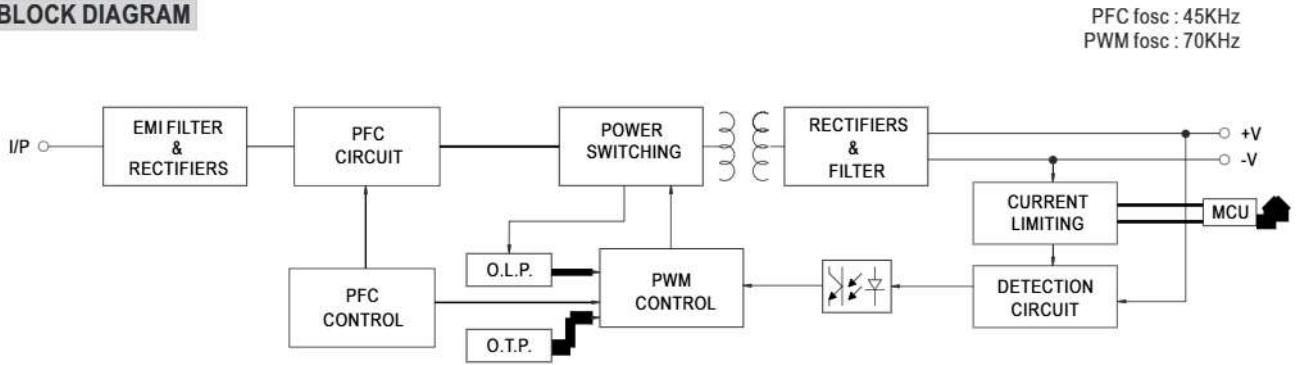 BLOCK DIAGRAM
PFC fosc : 45KHz
PWM fosc : 70KHz
I/P
EMI FILTER
&
RECTIFIERS
PFC
CIRCUIT
POWER
SWITCHING
RECTIFIERS
&
FILTER
+V
-V
CURRENT
LIMITING
MCU
O.L.P.
PFC
CONTROL
PWM
CONTROL
DETECTION
CIRCUIT
O.T.P.